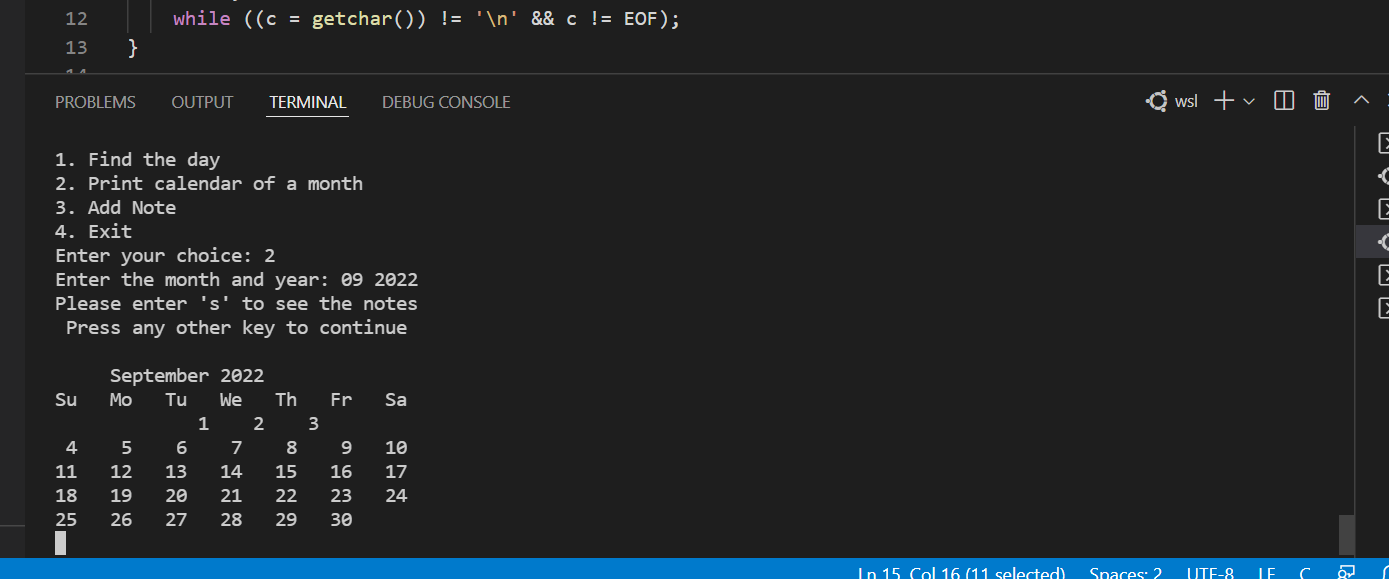 12 while ((c = getchar()) != '\n' && c != EOF);
13 }
14
PROBLEMS OUTPUT TERMINAL DEBUG CONSOLE wsl
1. Find the day
2. Print calendar of a month
3. Add Note
4. Exit
Enter your choice: 2
Enter the month and year: 09 2022
Please enter 's' to see the notes
 Press any other key to continue
     September 2022
Su   Mo   Tu   We   Th   Fr   Sa
             1    2    3
 4    5    6    7    8    9   10
11   12   13   14   15   16   17
18   19   20   21   22   23   24
25   26   27   28   29   30
Ln 15, Col 16 (11 selected) Spaces: 2 UTF-8 LF C